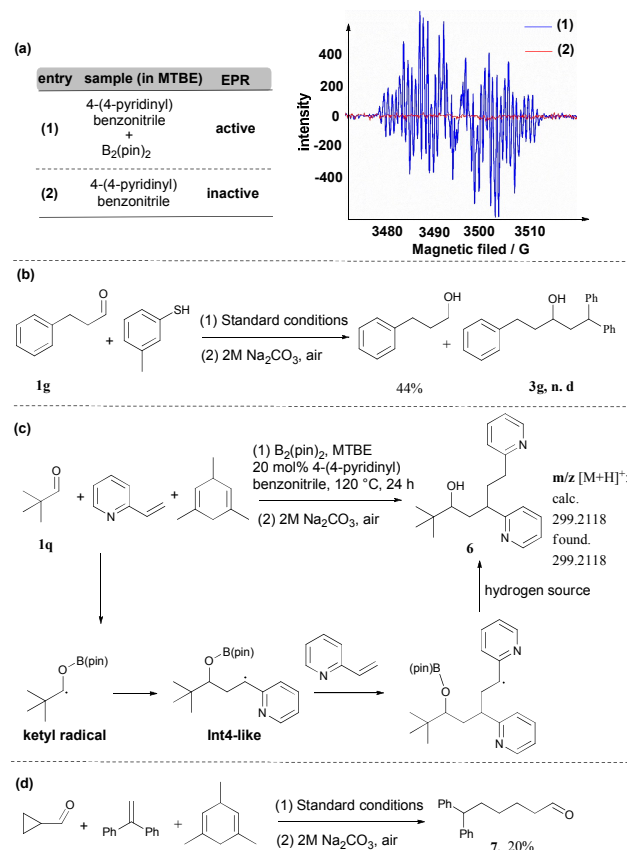 (a)
entry sample (in MTBE) EPR
(1) 4-(4-pyridinyl)
benzonitrile
+
B2(pin)2 active
(2) 4-(4-pyridinyl)
benzonitrile inactive
(1)
(2)
intensity
400
200
0
-200
-400
3480 3490 3500 3510
Magnetic filed / G
(b)
O
SH
+
1g
(1) Standard conditions
(2) 2M Na2CO3, air
OH
44%
+
OH Ph
Ph
3g, n. d
(c)
O
1q
+
N
+
(1) B2(pin)2, MTBE
20 mol% 4-(4-pyridinyl)
benzonitrile, 120 °C, 24 h
(2) 2M Na2CO3, air
N
OH
N
6
m/z [M+H]+:
calc.
299.2118
found.
299.2118
hydrogen source
O B(pin)
·
ketyl radical
O B(pin)
·
N
Int4-like
N
N
(pin)B
O
·
N
(d)
O
+
Ph Ph
+
(1) Standard conditions
(2) 2M Na2CO3, air
Ph
Ph
O
7, 20%